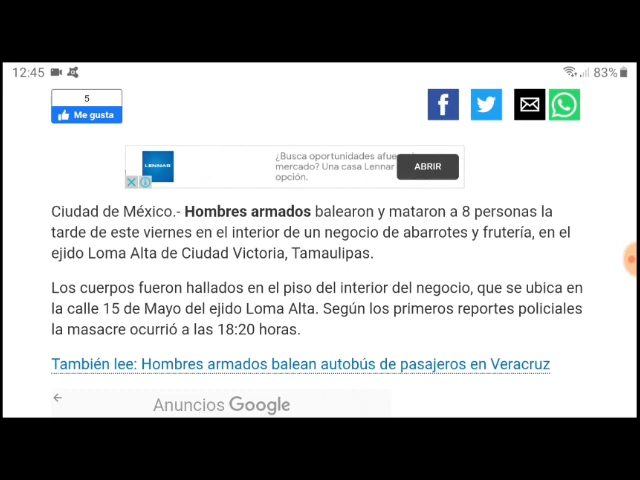 12:45
83%
5
Me gusta
LENNAR
¿Busca oportunidades afue
mercado? Una casa Lennar
opción.
ABRIR
Ciudad de México.- Hombres armados balearon y mataron a 8 personas la
tarde de este viernes en el interior de un negocio de abarrotes y frutería, en el
ejido Loma Alta de Ciudad Victoria, Tamaulipas.
Los cuerpos fueron hallados en el piso del interior del negocio, que se ubica en
la calle 15 de Mayo del ejido Loma Alta. Según los primeros reportes policiales
la masacre ocurrió a las 18:20 horas.
También lee: Hombres armados balean autobús de pasajeros en Veracruz
Anuncios Google